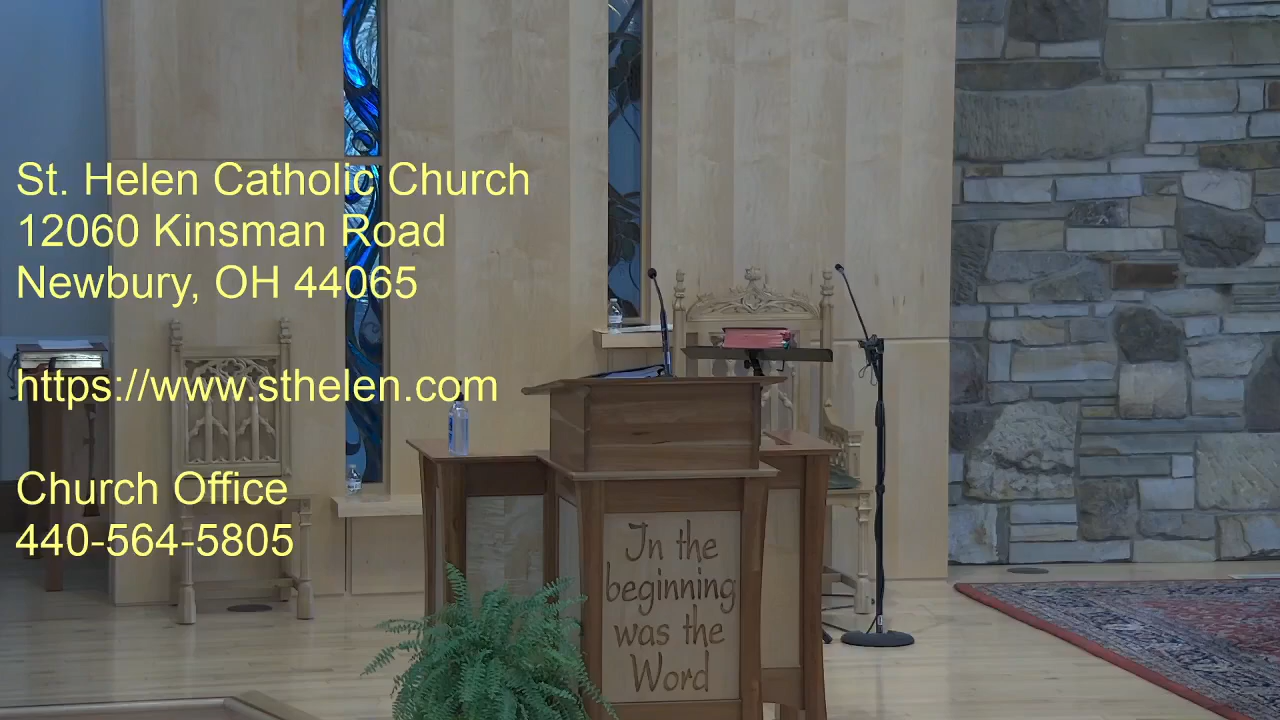 St. Helen Catholic Church
12060 Kinsman Road
Newbury, OH 44065
https://www.sthelen.com
Church Office
440-564-5805
In the
beginning
was the
Word